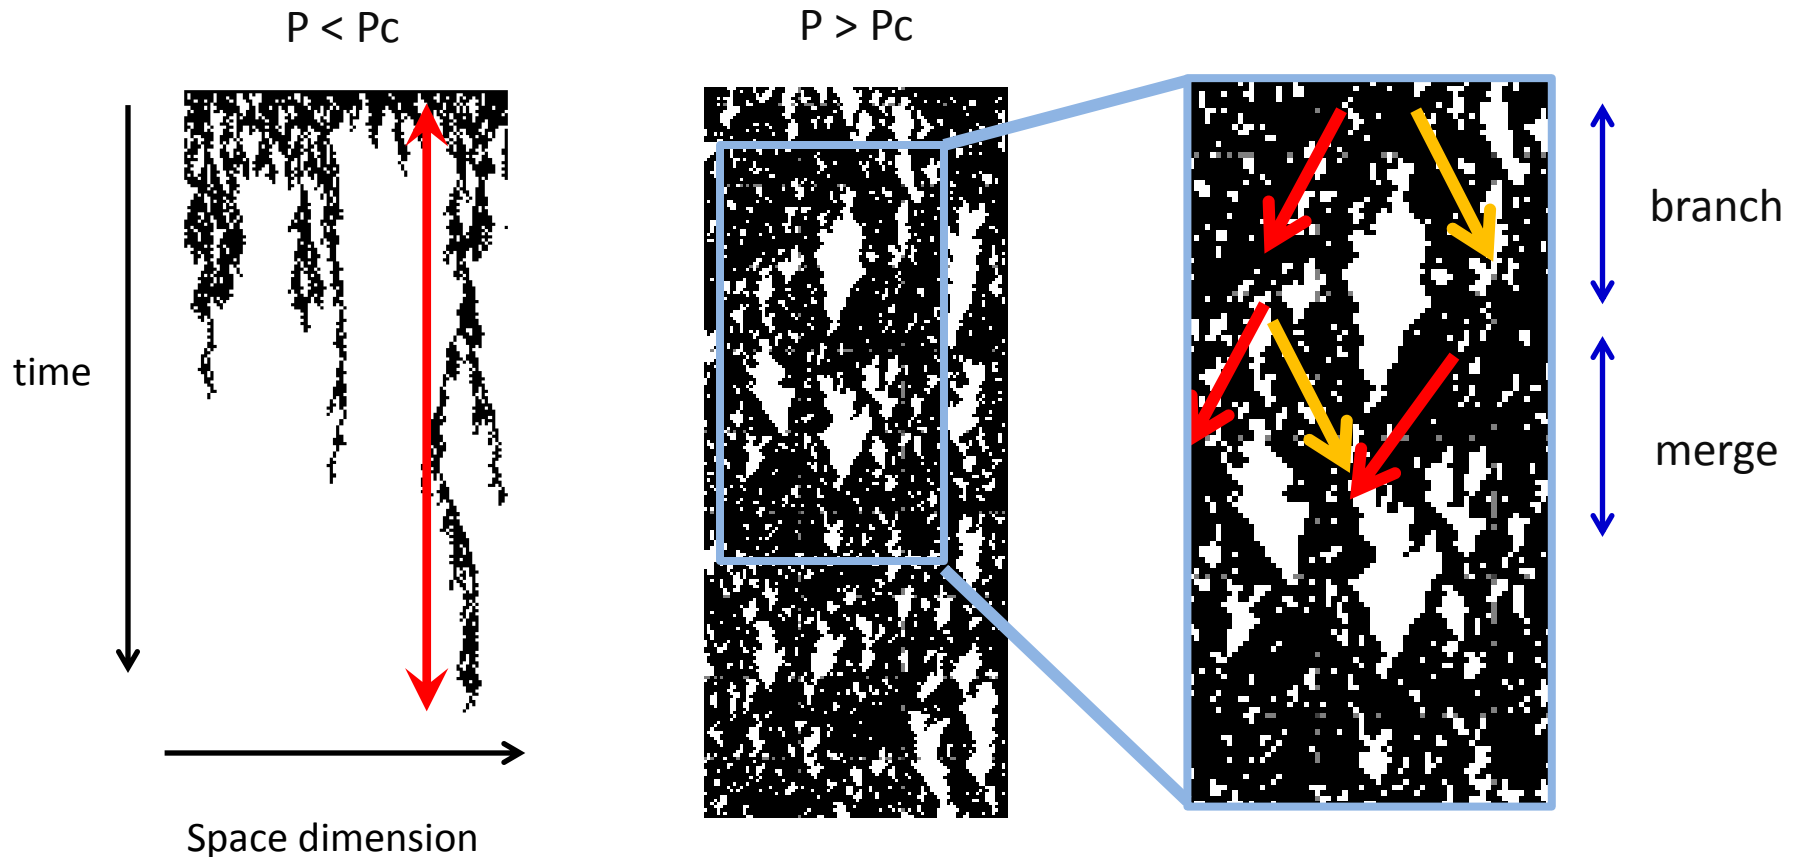 P < Pc
P > Pc
time
branch
merge
Space dimension